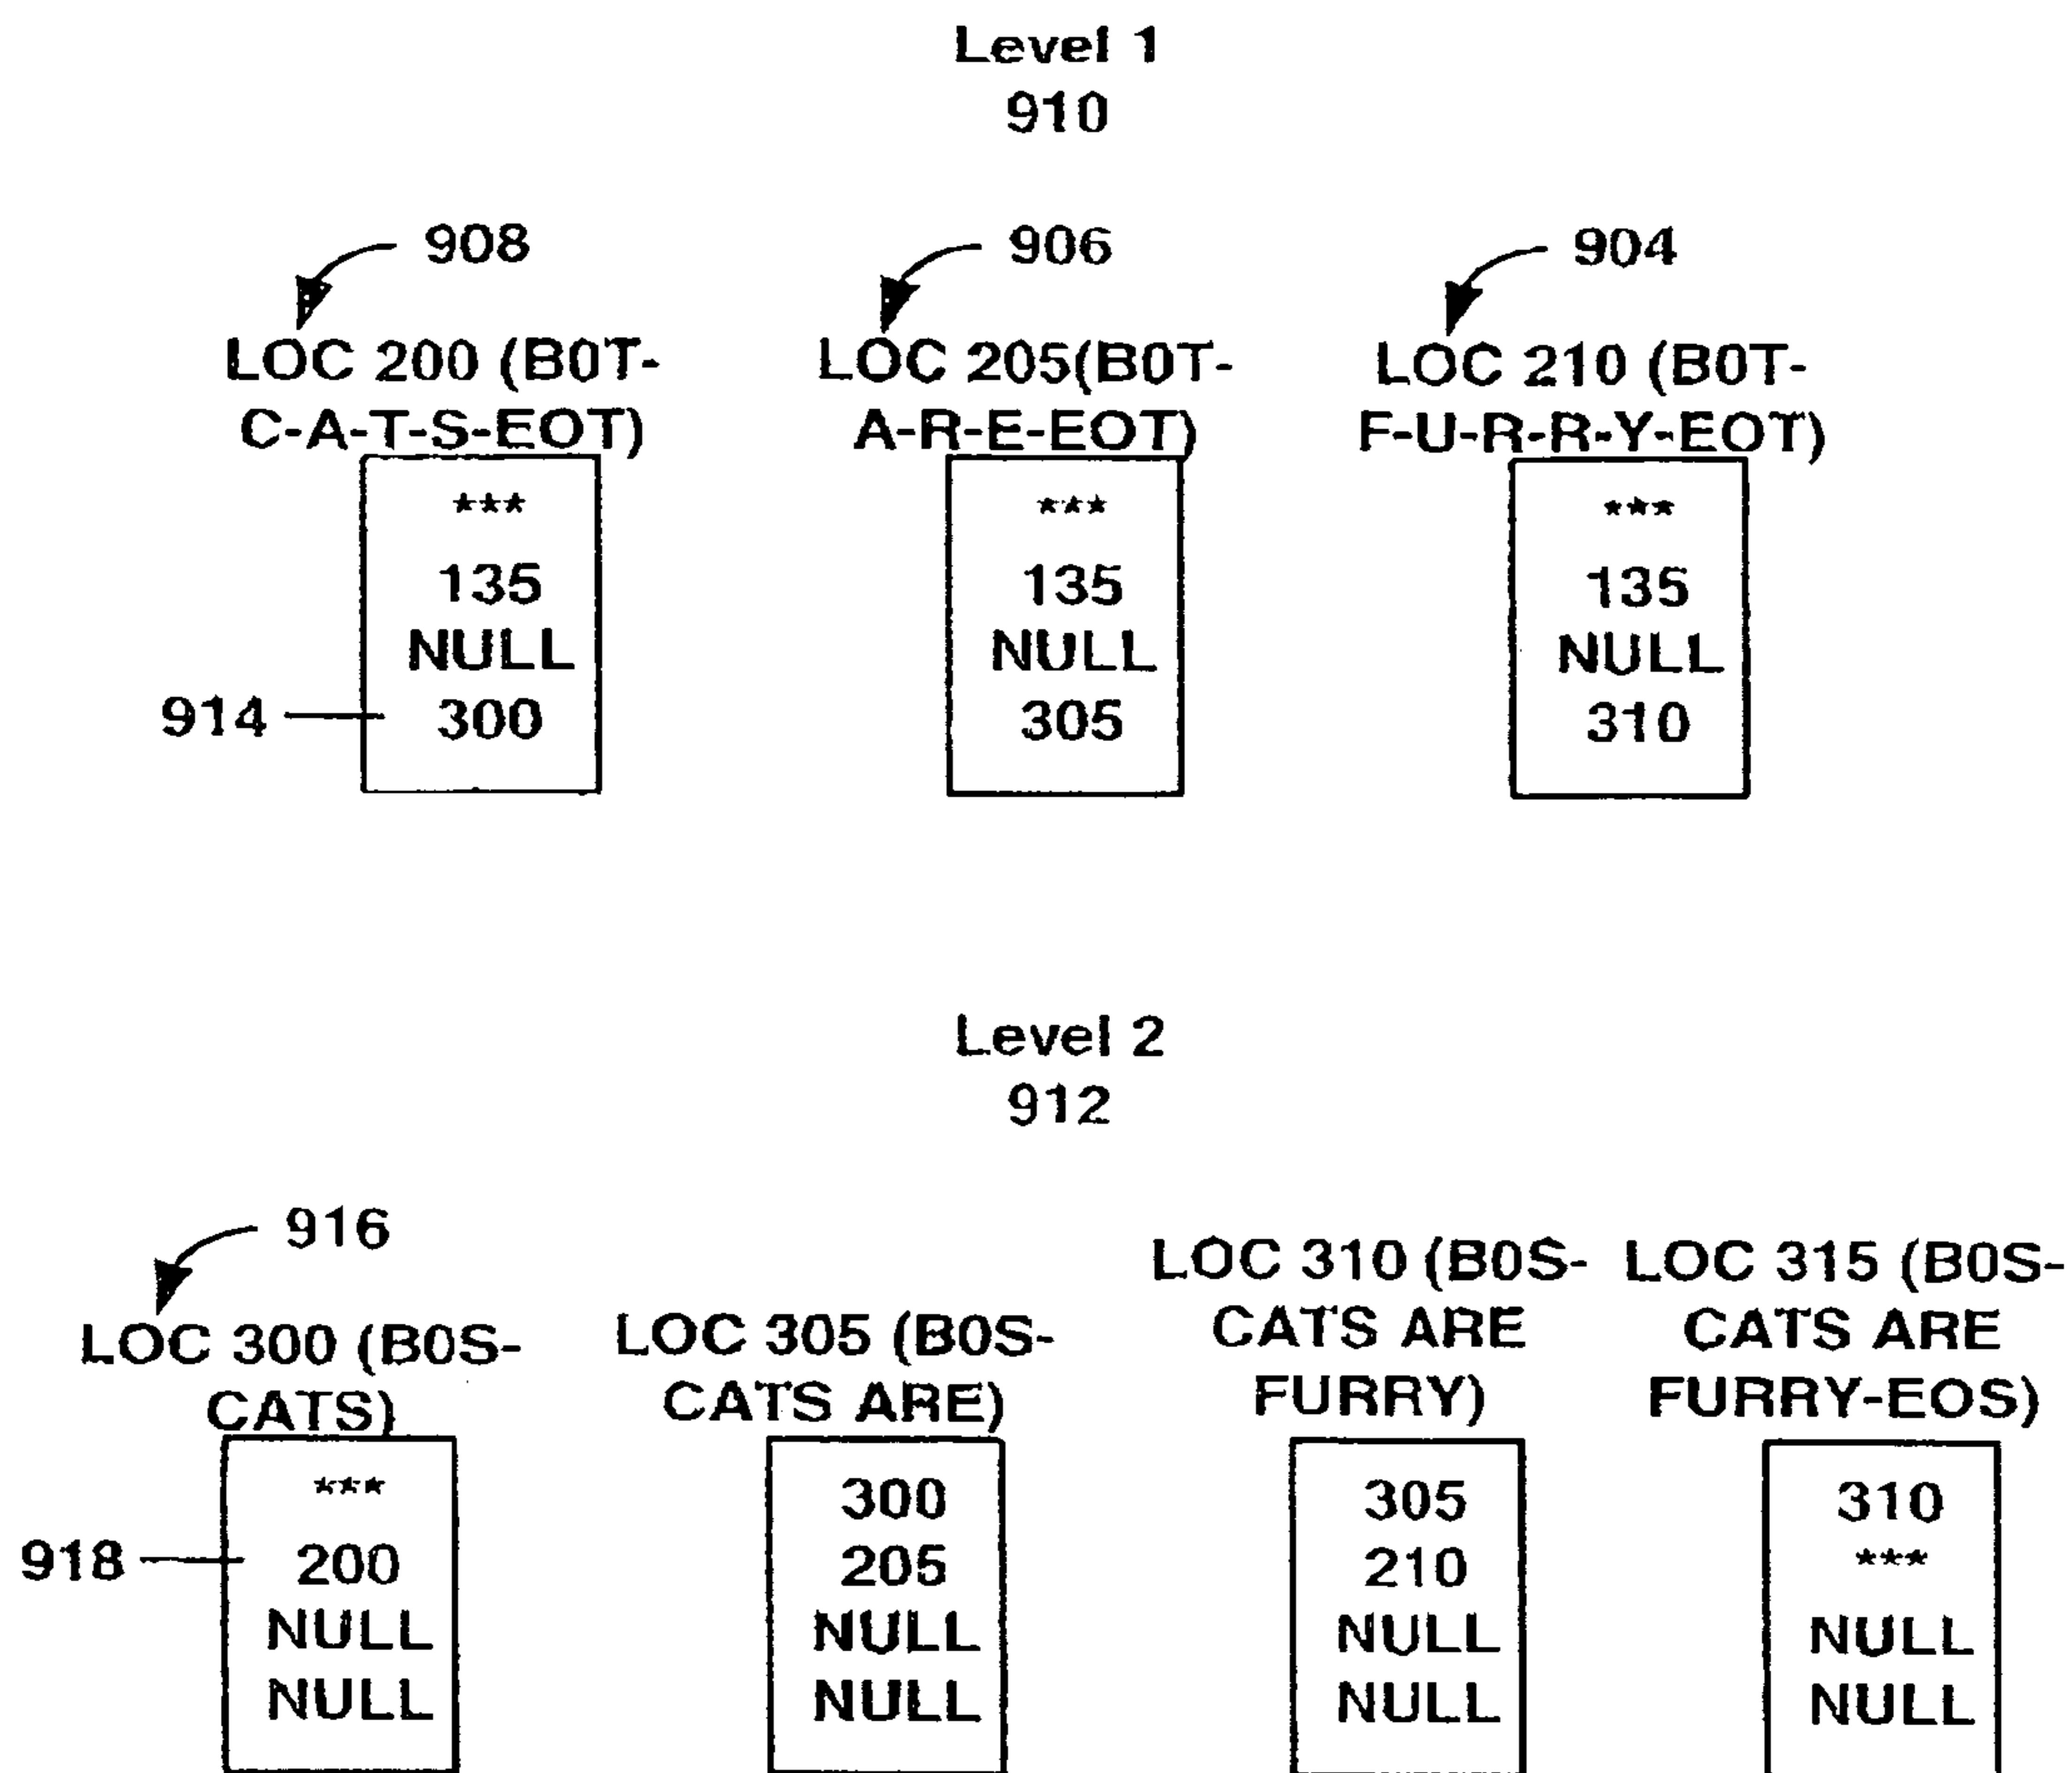 Level 1
910
908
906
904
LOC 200 (B0T-
C-A-T-S-EOT)
LOC 205(B0T-
A-R-E-EOT)
LOC 210 (B0T-
F-U-R-R-Y-EOT)
***
135
NULL
914
300
***
135
NULL
305
***
135
NULL
310
Level 2
912
916
LOC 300 (B0S-
CATS)
LOC 305 (B0S-
CATS ARE)
LOC 310 (B0S-
CATS ARE
FURRY)
LOC 315 (B0S-
CATS ARE
FURRY-EOS)
***
918
200
NULL
NULL
300
205
NULL
NULL
305
210
NULL
NULL
310
***
NULL
NULL